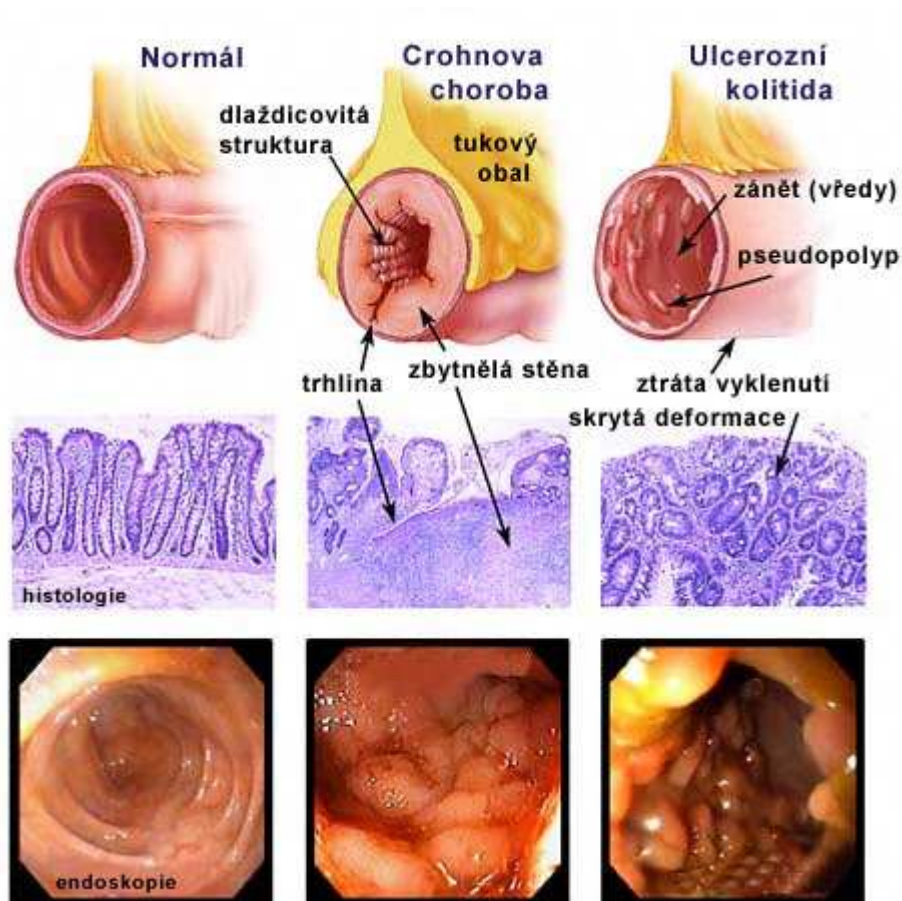 Normál
Crohnova
choroba
Ulcerozní
kolitida
dlaždicovitá
struktura
tukový
obal
zánět (vředy)
pseudopolyp
trhlina
zbytnělá stěna
ztráta vyklenutí
skrytá deformace
histologie
endoskopie